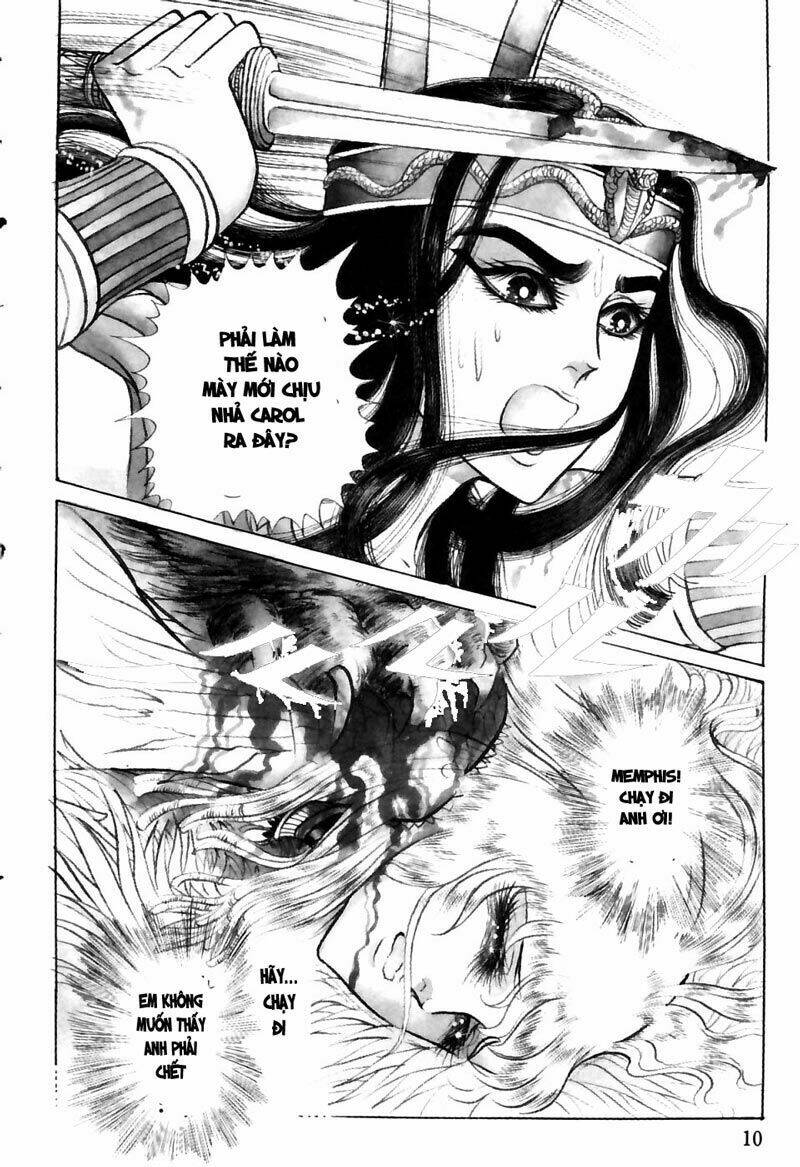 PHẢI LÀM
THẾ NÀO
MÀY MỚI CHỊU
NHẢ CAROL
RA ĐÂY?
MEMPHIS!
CHẠY ĐI
ANH ƠI!
HÃY...
CHẠY
ĐI
EM KHÔNG
MUỐN THẤY
ANH PHẢI
CHẾT
10